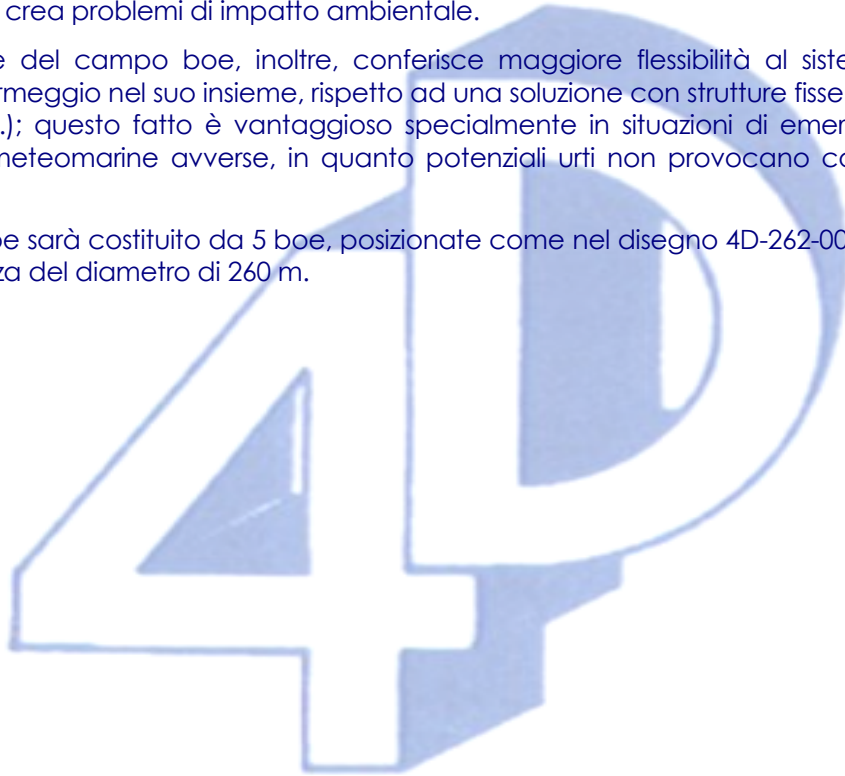 crea problemi di impatto ambientale.
e del campo boe, inoltre, conferisce maggiore flessibilità al siste
rmeggio nel suo insieme, rispetto ad una soluzione con strutture fisse
.); questo fatto è vantaggioso specialmente in situazioni di emer
meteomarine avverse, in quanto potenziali urti non provocano co
oe sarà costituito da 5 boe, posizionate come nel disegno 4D-262-00
za del diametro di 260 m.
4D